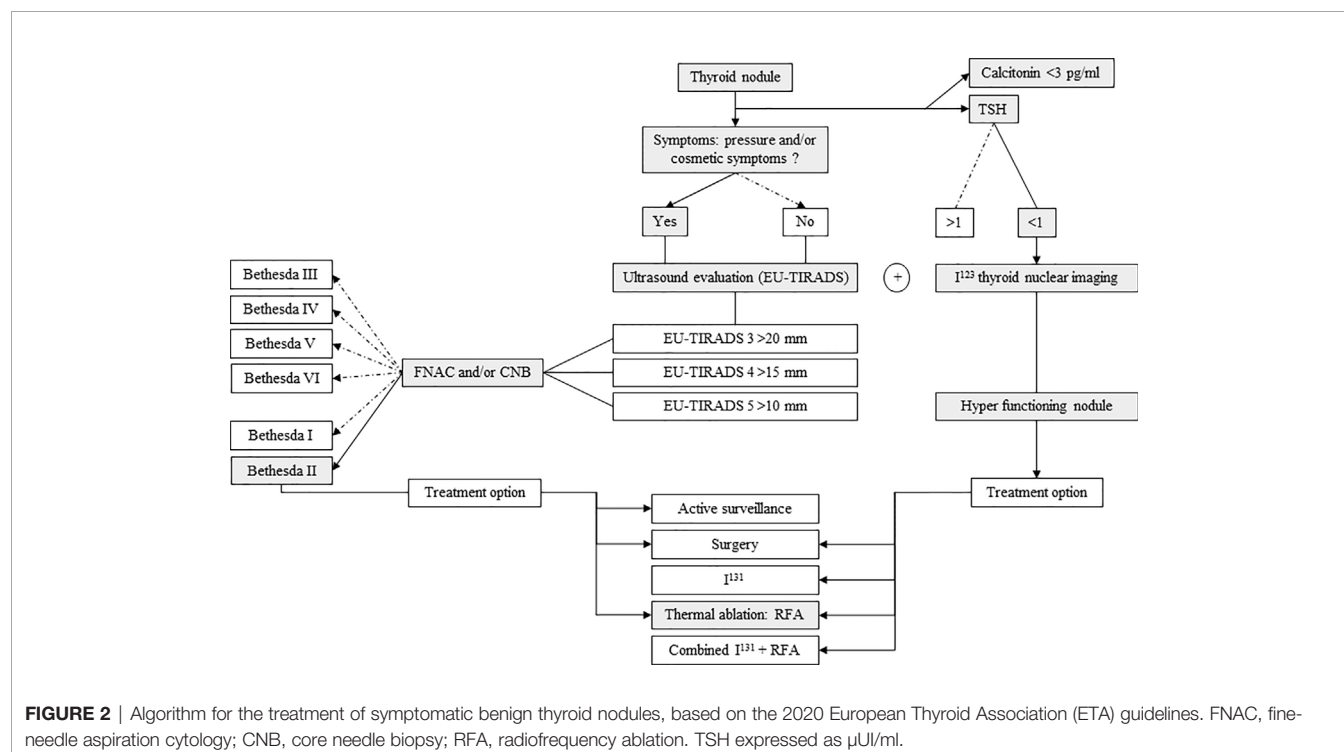 Thyroid nodule
Calcitonin <3 pg/ml
TSH
Symptoms: pressure and/or
cosmetic symptoms ?
Yes
No
>1
<1
Ultrasound evaluation (EU-TIRADS)
+
I¹²³ thyroid nuclear imaging
Bethesda III
Bethesda IV
Bethesda V
Bethesda VI
Bethesda I
Bethesda II
FNAC and/or CNB
EU-TIRADS 3 >20 mm
EU-TIRADS 4 >15 mm
EU-TIRADS 5 >10 mm
Hyper functioning nodule
Treatment option
Treatment option
Active surveillance
Surgery
I¹³¹
Thermal ablation: RFA
Combined I¹³¹ + RFA
FIGURE 2 | Algorithm for the treatment of symptomatic benign thyroid nodules, based on the 2020 European Thyroid Association (ETA) guidelines. FNAC, fine-
needle aspiration cytology; CNB, core needle biopsy; RFA, radiofrequency ablation. TSH expressed as µUI/ml.